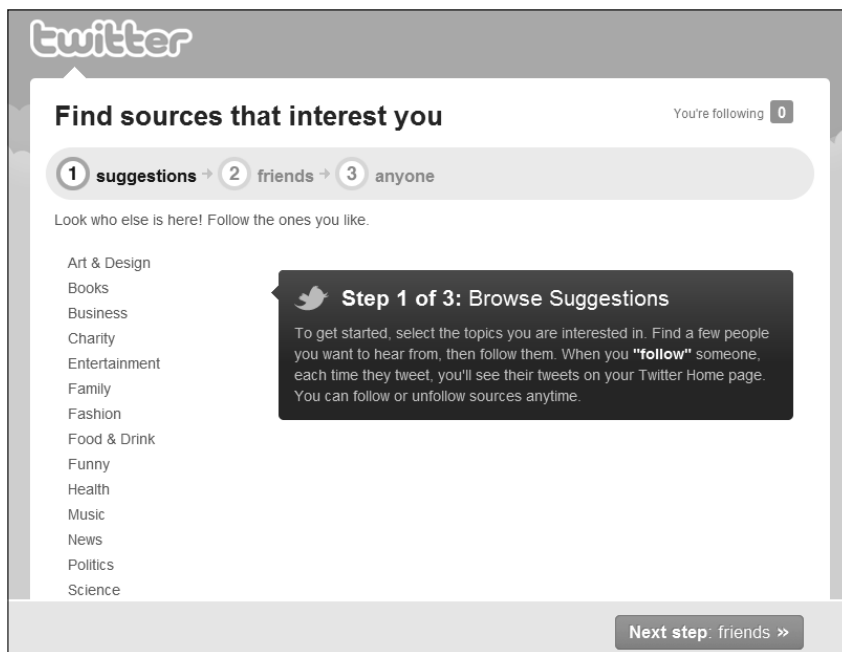 twitter
Find sources that interest you
You're following 0
1 suggestions → 2 friends → 3 anyone
Look who else is here! Follow the ones you like.
Art & Design
Books
Business
Charity
Entertainment
Family
Fashion
Food & Drink
Funny
Health
Music
News
Politics
Science
Step 1 of 3: Browse Suggestions
To get started, select the topics you are interested in. Find a few people
you want to hear from, then follow them. When you "follow" someone,
each time they tweet, you'll see their tweets on your Twitter Home page.
You can follow or unfollow sources anytime.
Next step: friends »